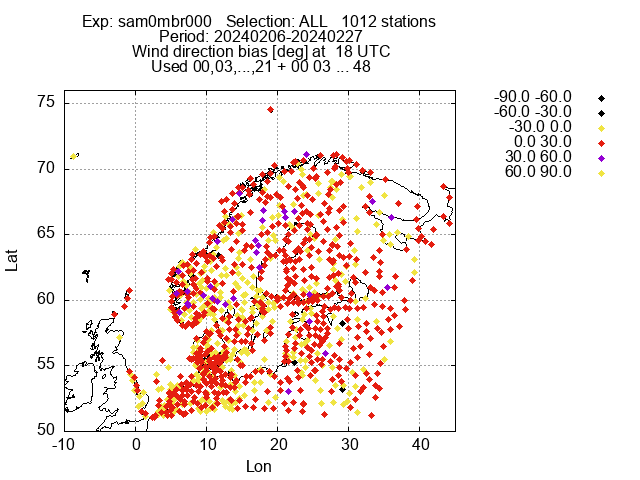 Exp: sam0mbr000 Selection: ALL 1012 stations
Period: 20240206-20240227
Wind direction bias [deg] at 18 UTC
Used 00,03,...,21 + 00 03 ... 48
-90.0 -60.0
-60.0 -30.0
-30.0 0.0
0.0 30.0
30.0 60.0
60.0 90.0
75
70
65
60
55
50
Lat
-10 0 10 20 30 40
Lon